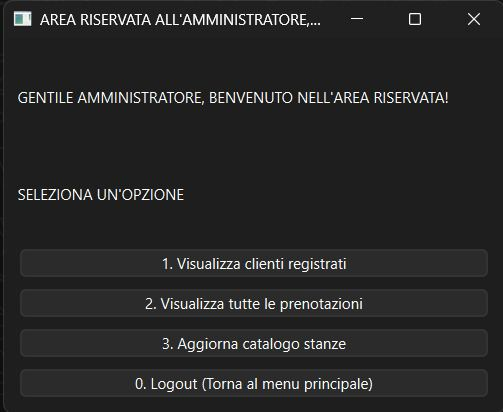 AREA RISERVATA ALL'AMMINISTRATORE,...
GENTILE AMMINISTRATORE, BENVENUTO NELL'AREA RISERVATA!
SELEZIONA UN'OPZIONE
1. Visualizza clienti registrati
2. Visualizza tutte le prenotazioni
3. Aggiorna catalogo stanze
0. Logout (Torna al menu principale)